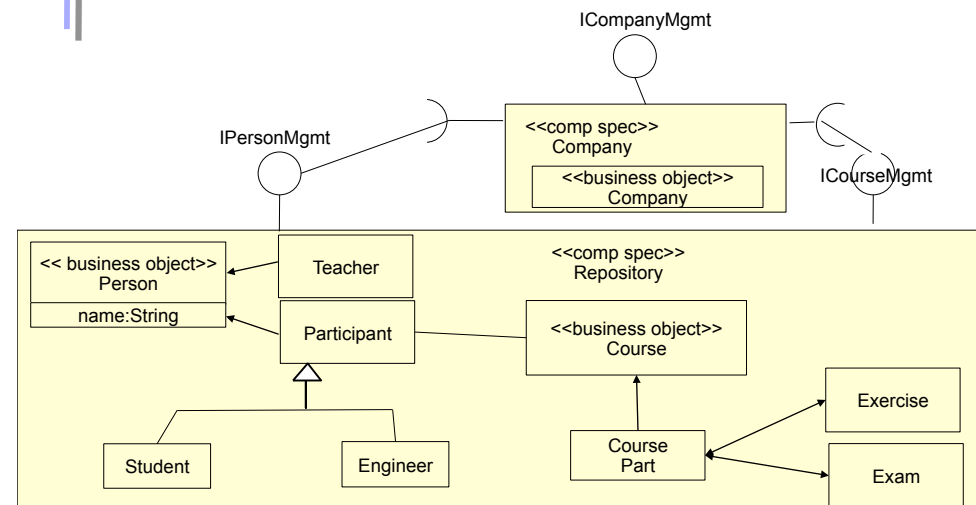 ICompanyMgmt
IPersonMgmt
<<comp spec>>
Company
<<business object>>
Company
ICourseMgmt
<< business object>>
Person
name:String
Teacher
Participant
<<comp spec>>
Repository
<<business object>>
Course
Student
Engineer
Course
Part
Exercise
Exam